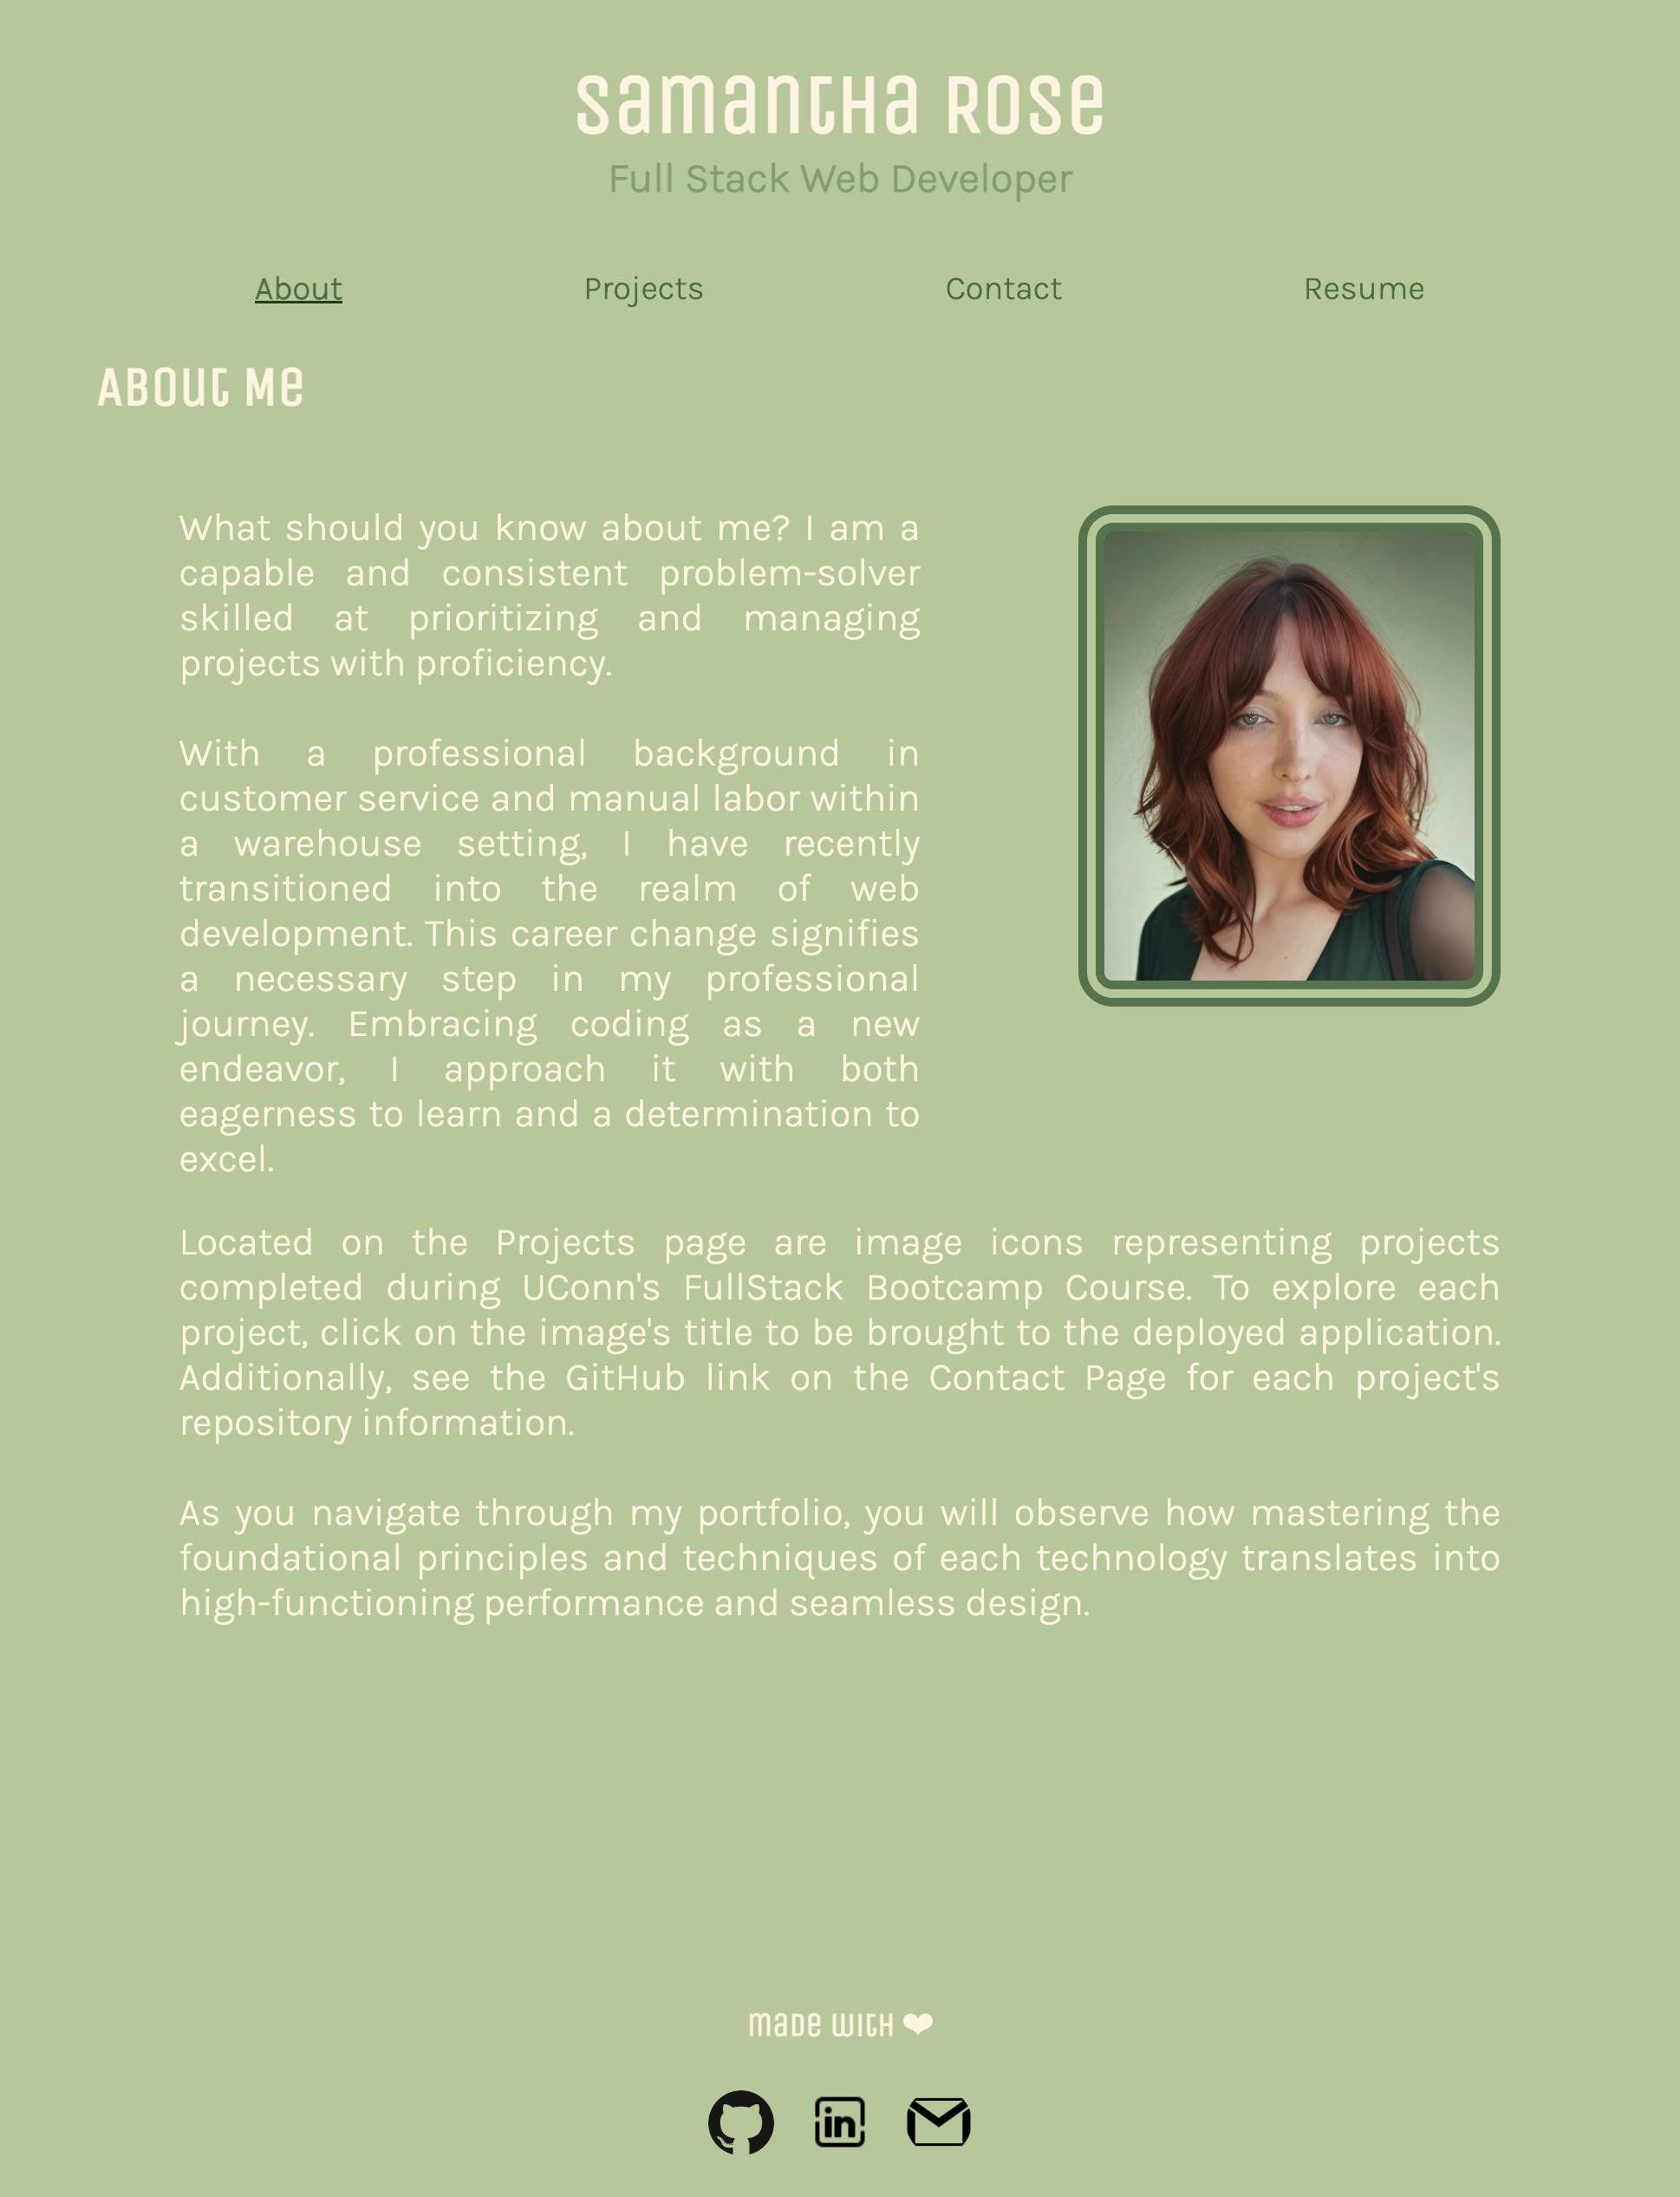 Samantha Rose
Full Stack Web Developer
About Projects Contact Resume
About Me
What should you know about me? I am a
capable and consistent problem-solver
skilled at prioritizing and managing
projects with proficiency.
With a professional background in
customer service and manual labor within
a warehouse setting, I have recently
transitioned into the realm of web
development. This career change signifies
a necessary step in my professional
journey. Embracing coding as a new
endeavor, I approach it with both
eagerness to learn and a determination to
excel.
Located on the Projects page are image icons representing projects
completed during UConn's FullStack Bootcamp Course. To explore each
project, click on the image's title to be brought to the deployed application.
Additionally, see the GitHub link on the Contact Page for each project's
repository information.
As you navigate through my portfolio, you will observe how mastering the
foundational principles and techniques of each technology translates into
high-functioning performance and seamless design.
made with ❤
in